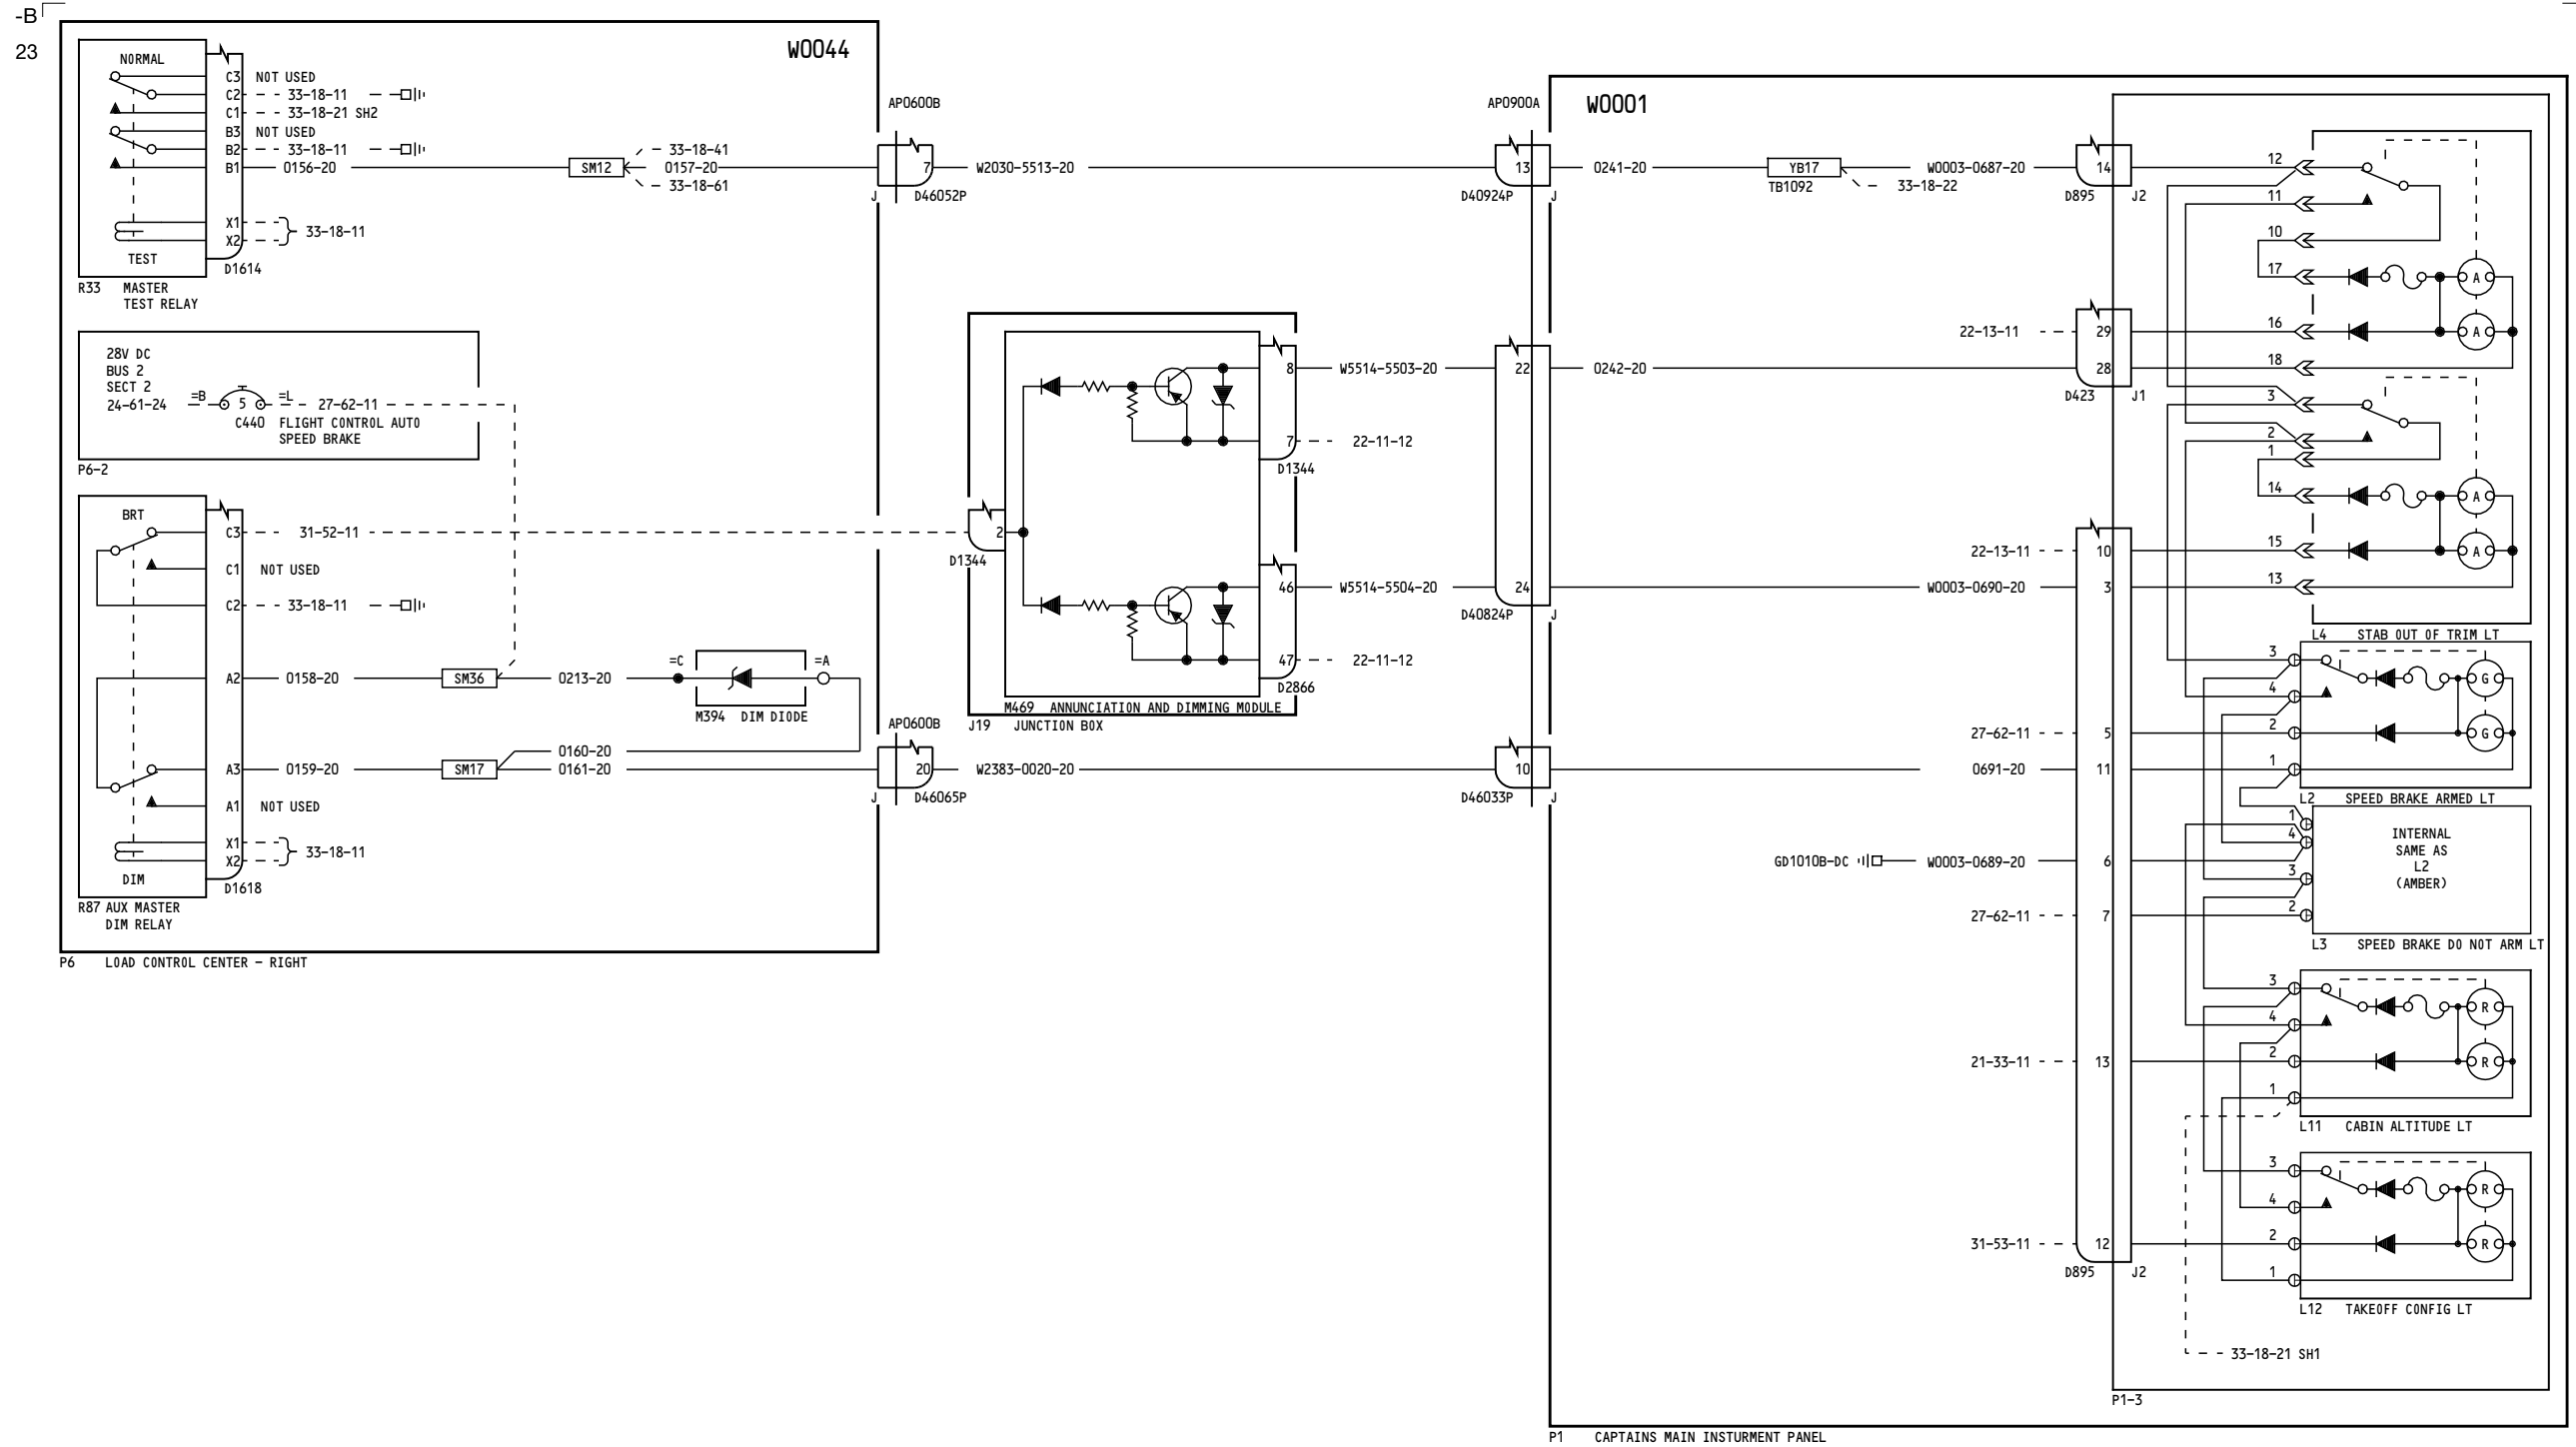 -B
23
W0044
NORMAL
C3 NOT USED
C2 33-18-11
C1 33-18-21 SH2
B3 NOT USED
B2 33-18-11
B1 0156-20
SM12
33-18-41
0157-20
33-18-61
X1
X2
33-18-11
TEST
D1614
R33 MASTER
TEST RELAY
28V DC
BUS 2
SECT 2
24-61-24 =B 5 =L 27-62-11
C440 FLIGHT CONTROL AUTO
SPEED BRAKE
P6-2
BRT
C3 31-52-11
C1 NOT USED
C2 33-18-11
A2 0158-20 SM36 0213-20 =C =A
M394 DIM DIODE
0160-20
A3 0159-20 SM17 0161-20
A1 NOT USED
X1
X2
33-18-11
DIM
D1618
R87 AUX MASTER
DIM RELAY
P6 LOAD CONTROL CENTER - RIGHT
AP0600B
7 W2030-5513-20
J D46052P
8 W5514-5503-20
7 22-11-12
D1344
2
D1344
46 W5514-5504-20
47 22-11-12
D2866
M469 ANNUNCIATION AND DIMMING MODULE
J19 JUNCTION BOX
AP0600B
20 W2383-0020-20
J D46065P
AP0900A
W0001
13 0241-20 YB17 W0003-0687-20 14
TB1092 33-18-22
D40924P J
D895 J2
22-13-11 29
22 0242-20 28
D423 J1
22-13-11 10
24 W0003-0690-20 3
D40824P J
27-62-11 5
10 0691-20 11
D46033P J
GD1010B-DC W0003-0689-20 6
27-62-11 7
21-33-11 13
31-53-11 12
D895 J2
12
11
10
17 A
16 A
18
3
2
1
14 A
15 A
13
L4 STAB OUT OF TRIM LT
3
4 G
2 G
1
L2 SPEED BRAKE ARMED LT
1
4
3
2
INTERNAL
SAME AS
L2
(AMBER)
L3 SPEED BRAKE DO NOT ARM LT
3
4 R
2 R
1
L11 CABIN ALTITUDE LT
3
4 R
2 R
1
L12 TAKEOFF CONFIG LT
33-18-21 SH1
P1-3
P1 CAPTAINS MAIN INSTURMENT PANEL